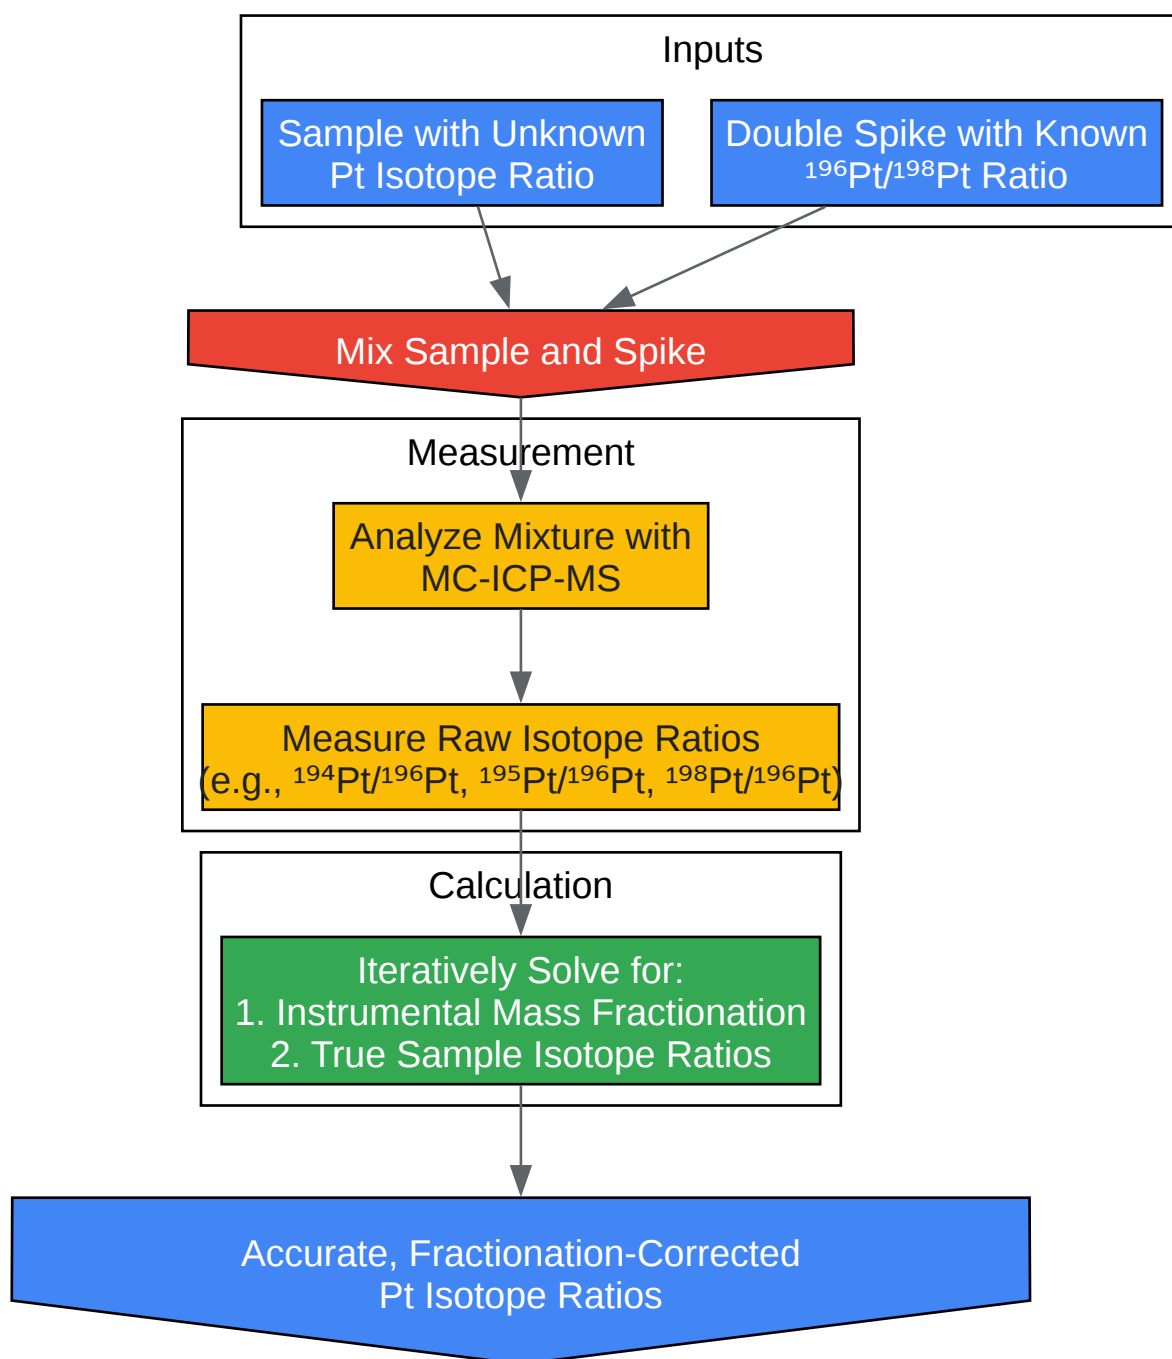 Inputs
Sample with Unknown
Pt Isotope Ratio
Double Spike with Known
¹⁹⁶Pt/¹⁹⁸Pt Ratio
Mix Sample and Spike
Measurement
Analyze Mixture with
MC-ICP-MS
Measure Raw Isotope Ratios
(e.g., ¹⁹⁴Pt/¹⁹⁶Pt, ¹⁹⁵Pt/¹⁹⁶Pt, ¹⁹⁸Pt/¹⁹⁶Pt)
Calculation
Iteratively Solve for:
1. Instrumental Mass Fractionation
2. True Sample Isotope Ratios
Accurate, Fractionation-Corrected
Pt Isotope Ratios